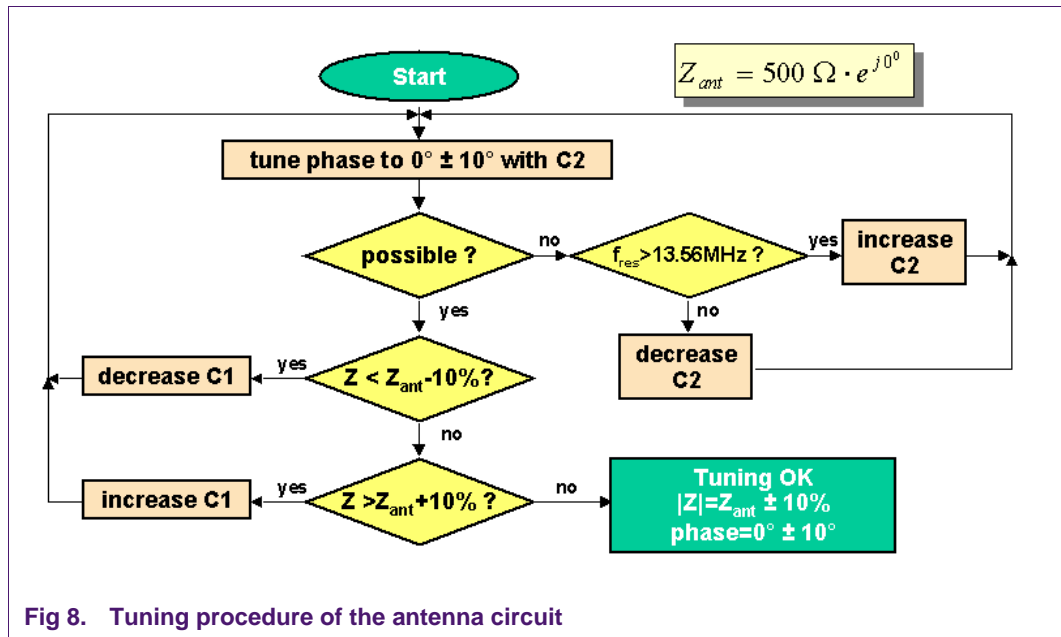 Start
Z_ant = 500 Ω · e^{j0^0}
tune phase to 0° ± 10° with C2
possible ?
no
f_res>13.56MHz ?
yes
increase
C2
yes
no
decrease
C2
decrease C1
yes
Z < Z_ant-10%?
no
increase C1
yes
Z >Z_ant+10% ?
no
Tuning OK
|Z|=Z_ant ± 10%
phase=0° ± 10°
Fig 8. Tuning procedure of the antenna circuit